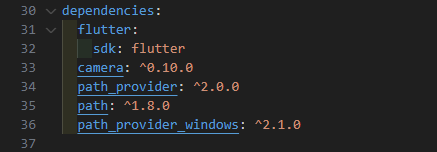 30 dependencies:
31 flutter:
32 sdk: flutter
33 camera: ^0.10.0
34 path_provider: ^2.0.0
35 path: ^1.8.0
36 path_provider_windows: ^2.1.0
37